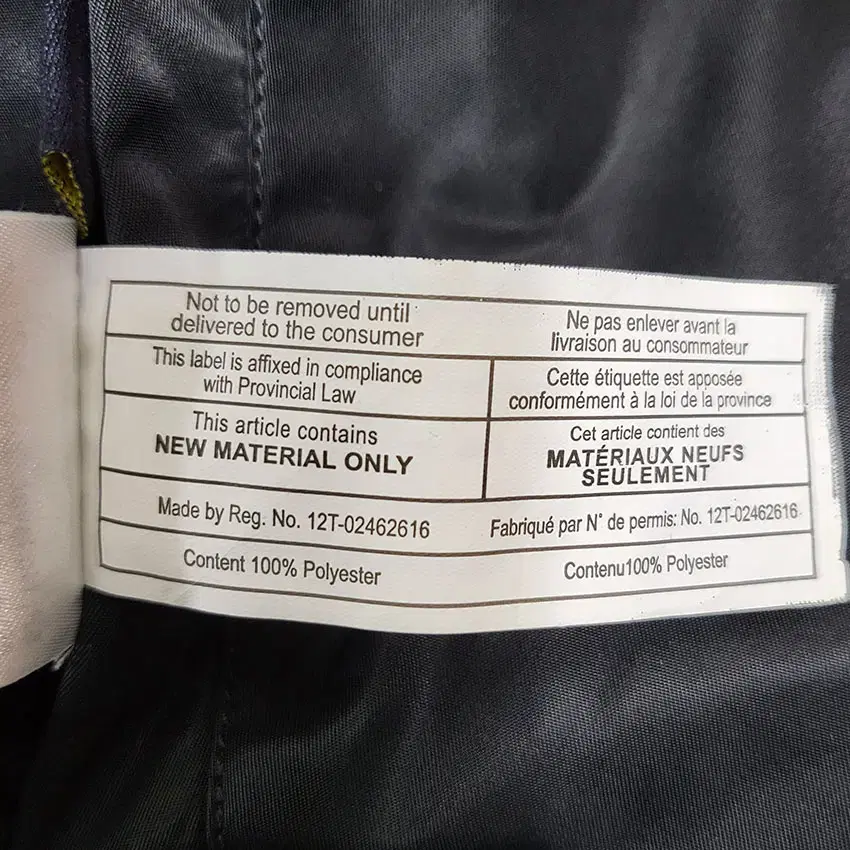 Not to be removed until
delivered to the consumer
Ne pas enlever avant la
livraison au consommateur
This label is affixed in compliance
with Provincial Law
Cette étiquette est apposée
conformément à la loi de la province
This article contains
NEW MATERIAL ONLY
Cet article contient des
MATÉRIAUX NEUFS
SEULEMENT
Made by Reg. No. 12T-02462616
Fabriqué par N° de permis: No. 12T-02462616
Content 100% Polyester
Contenu100% Polyester